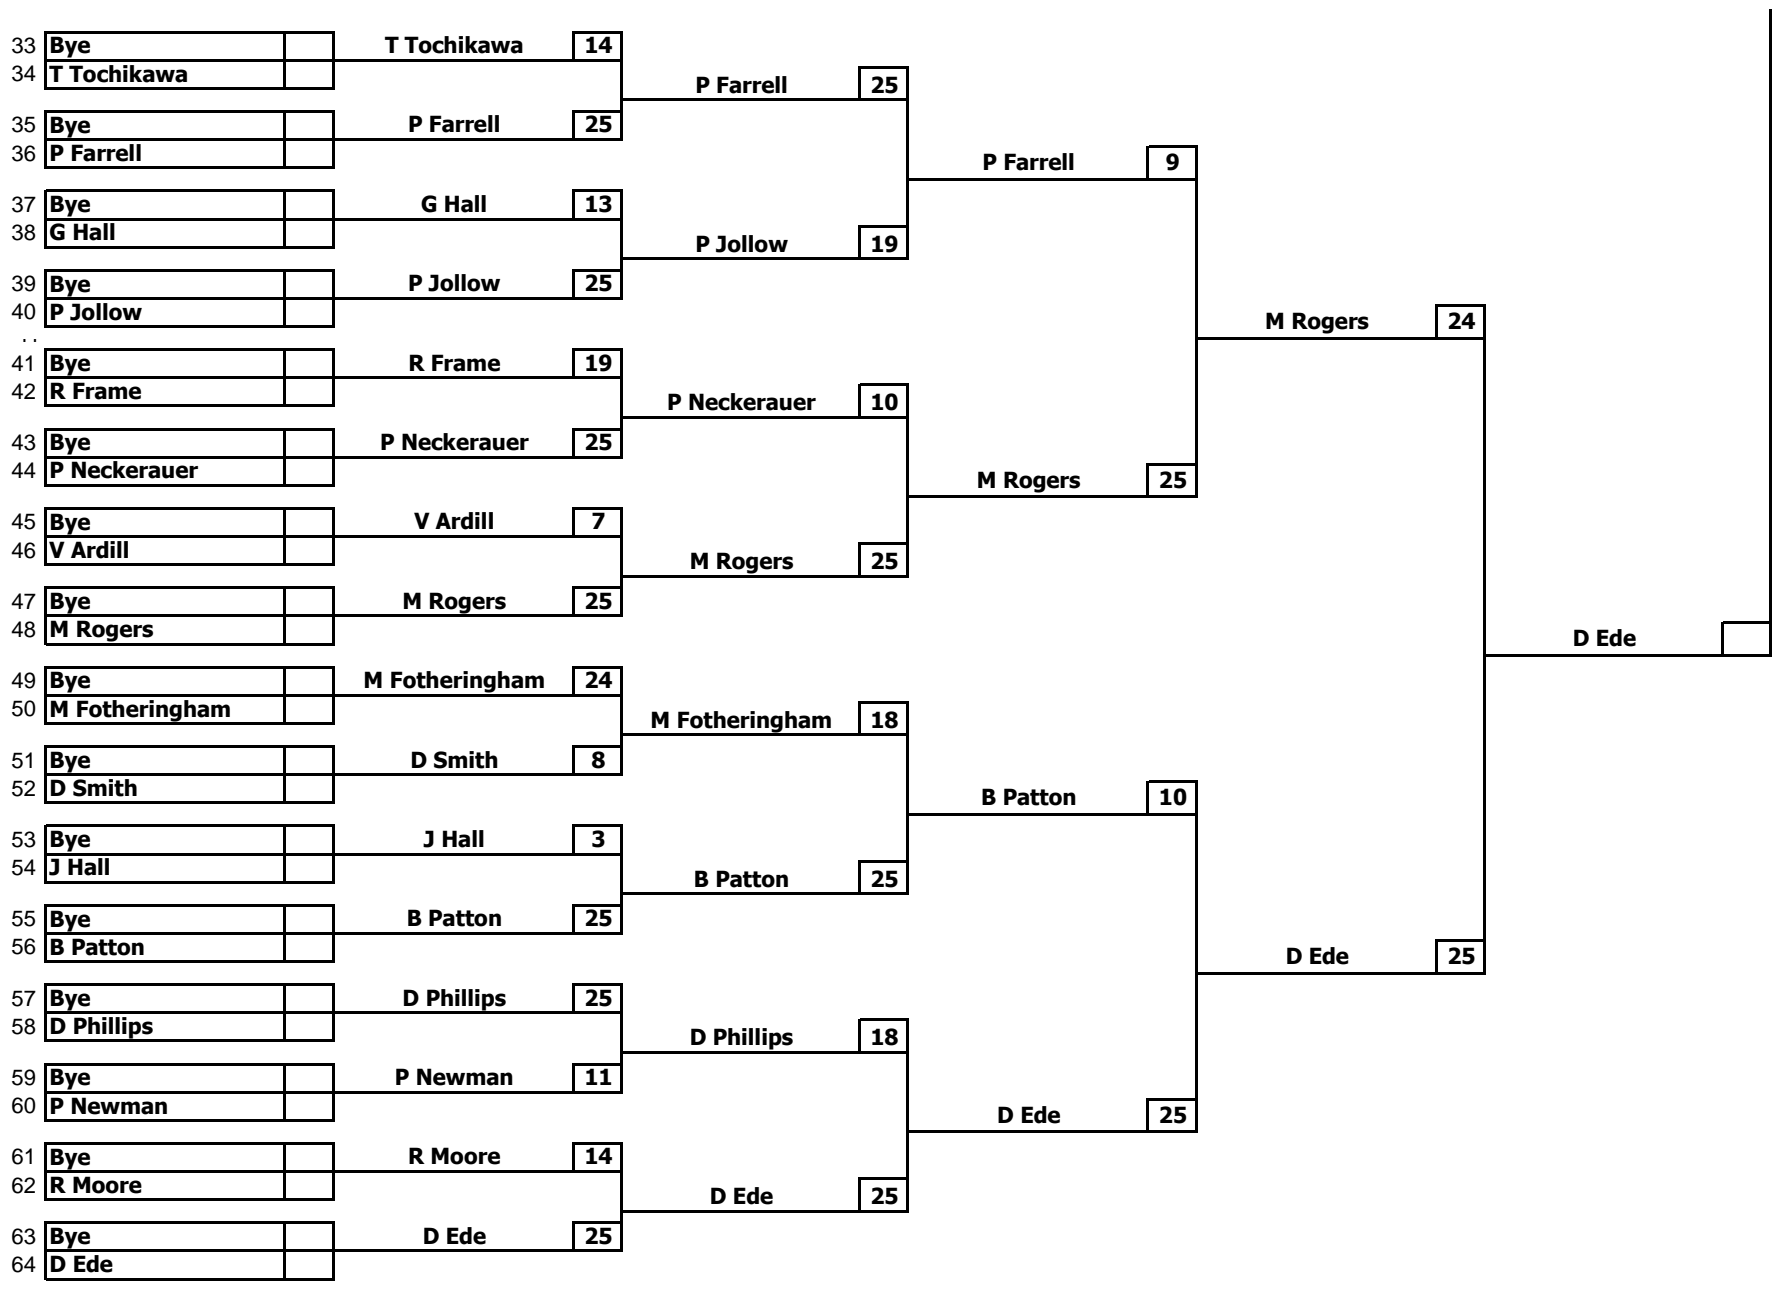 33 Bye T Tochikawa 14
34 T Tochikawa
P Farrell 25
35 Bye P Farrell 25
36 P Farrell
P Farrell 9
37 Bye G Hall 13
38 G Hall
P Jollow 19
39 Bye P Jollow 25
40 P Jollow
M Rogers 24
41 Bye R Frame 19
42 R Frame
P Neckerauer 10
43 Bye P Neckerauer 25
44 P Neckerauer
M Rogers 25
45 Bye V Ardill 7
46 V Ardill
M Rogers 25
47 Bye M Rogers 25
48 M Rogers
D Ede
49 Bye M Fotheringham 24
50 M Fotheringham
M Fotheringham 18
51 Bye D Smith 8
52 D Smith
B Patton 10
53 Bye J Hall 3
54 J Hall
B Patton 25
55 Bye B Patton 25
56 B Patton
D Ede 25
57 Bye D Phillips 25
58 D Phillips
D Phillips 18
59 Bye P Newman 11
60 P Newman
D Ede 25
61 Bye R Moore 14
62 R Moore
D Ede 25
63 Bye D Ede 25
64 D Ede